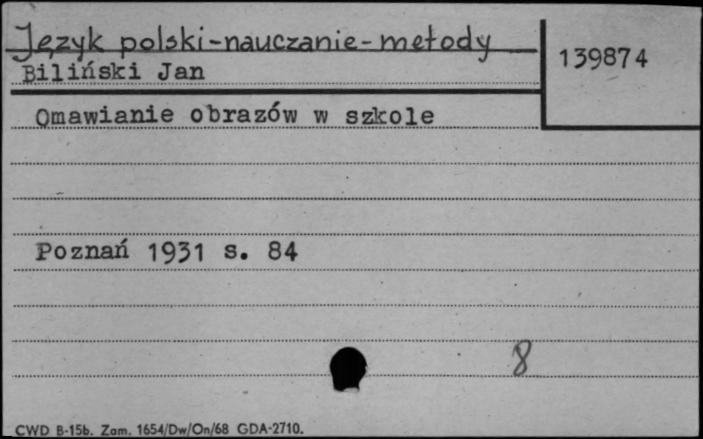 Język polski-nauczanie-metody
139874
Biliński Jan
Omawianie obrazów w szkole
Poznań 1931 s. 84
8
CWD B-15b. Zam. 1654/Dw/On/68 GDA-2710.